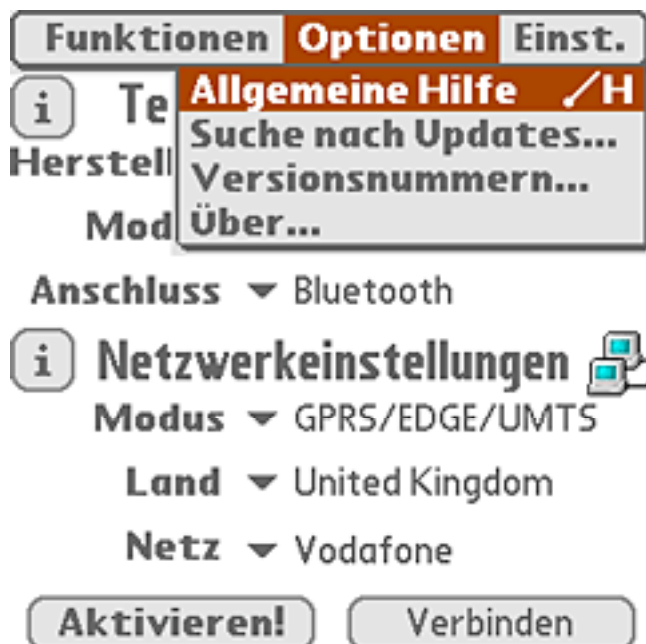 Funktionen Optionen Einst.
Allgemeine Hilfe /H
Suche nach Updates...
Versionsnummern...
Über...
Anschluss Bluetooth
i Netzwerkeinstellungen
Modus GPRS/EDGE/UMTS
Land United Kingdom
Netz Vodafone
Aktivieren! Verbinden